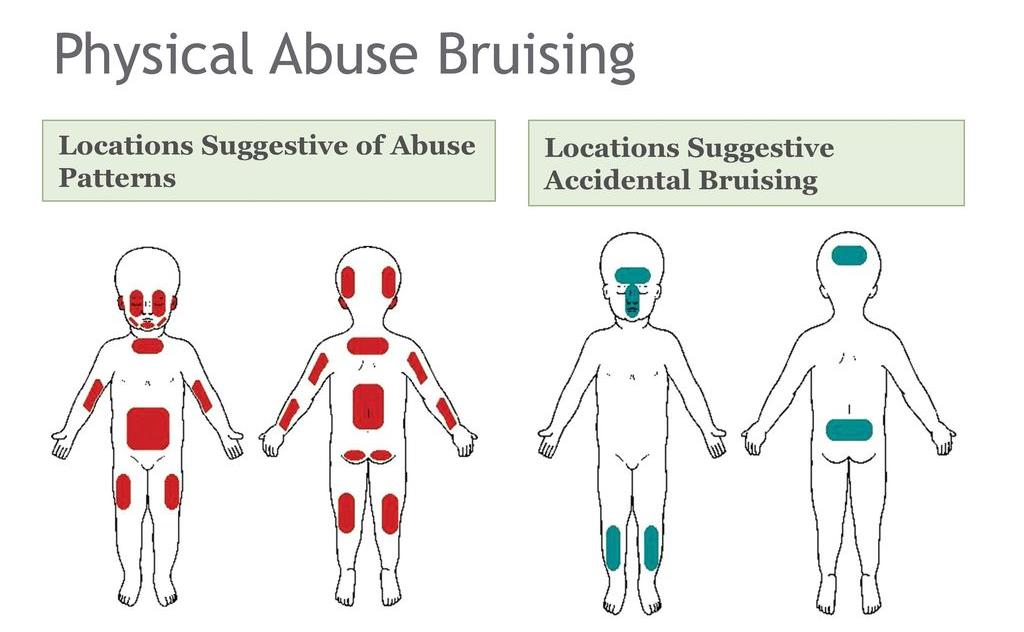 Physical Abuse Bruising
Locations Suggestive of Abuse
Patterns
Locations Suggestive
Accidental Bruising